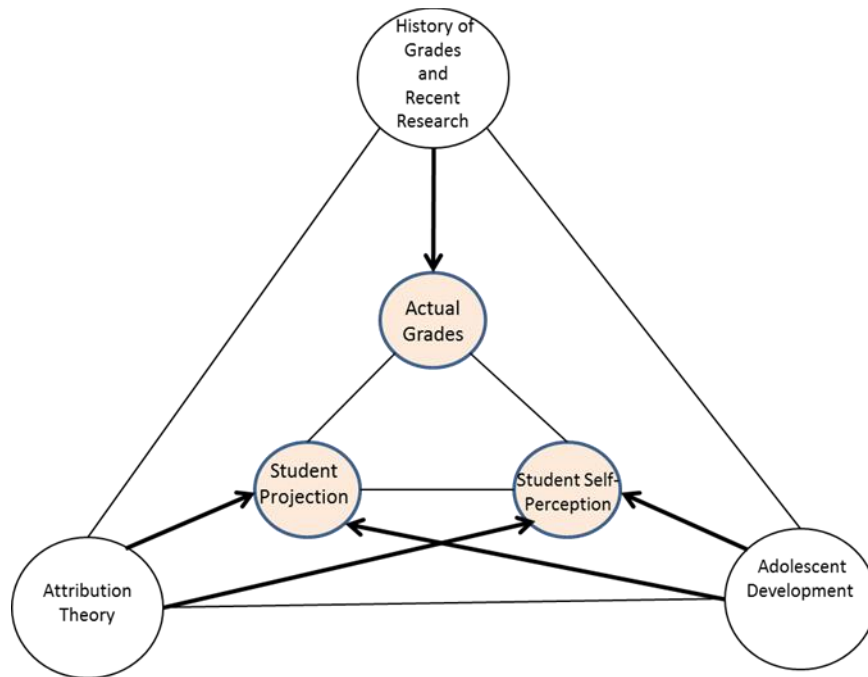 History of
Grades
and
Recent
Research
Actual
Grades
Student
Projection
Student Self-
Perception
Attribution
Theory
Adolescent
Development